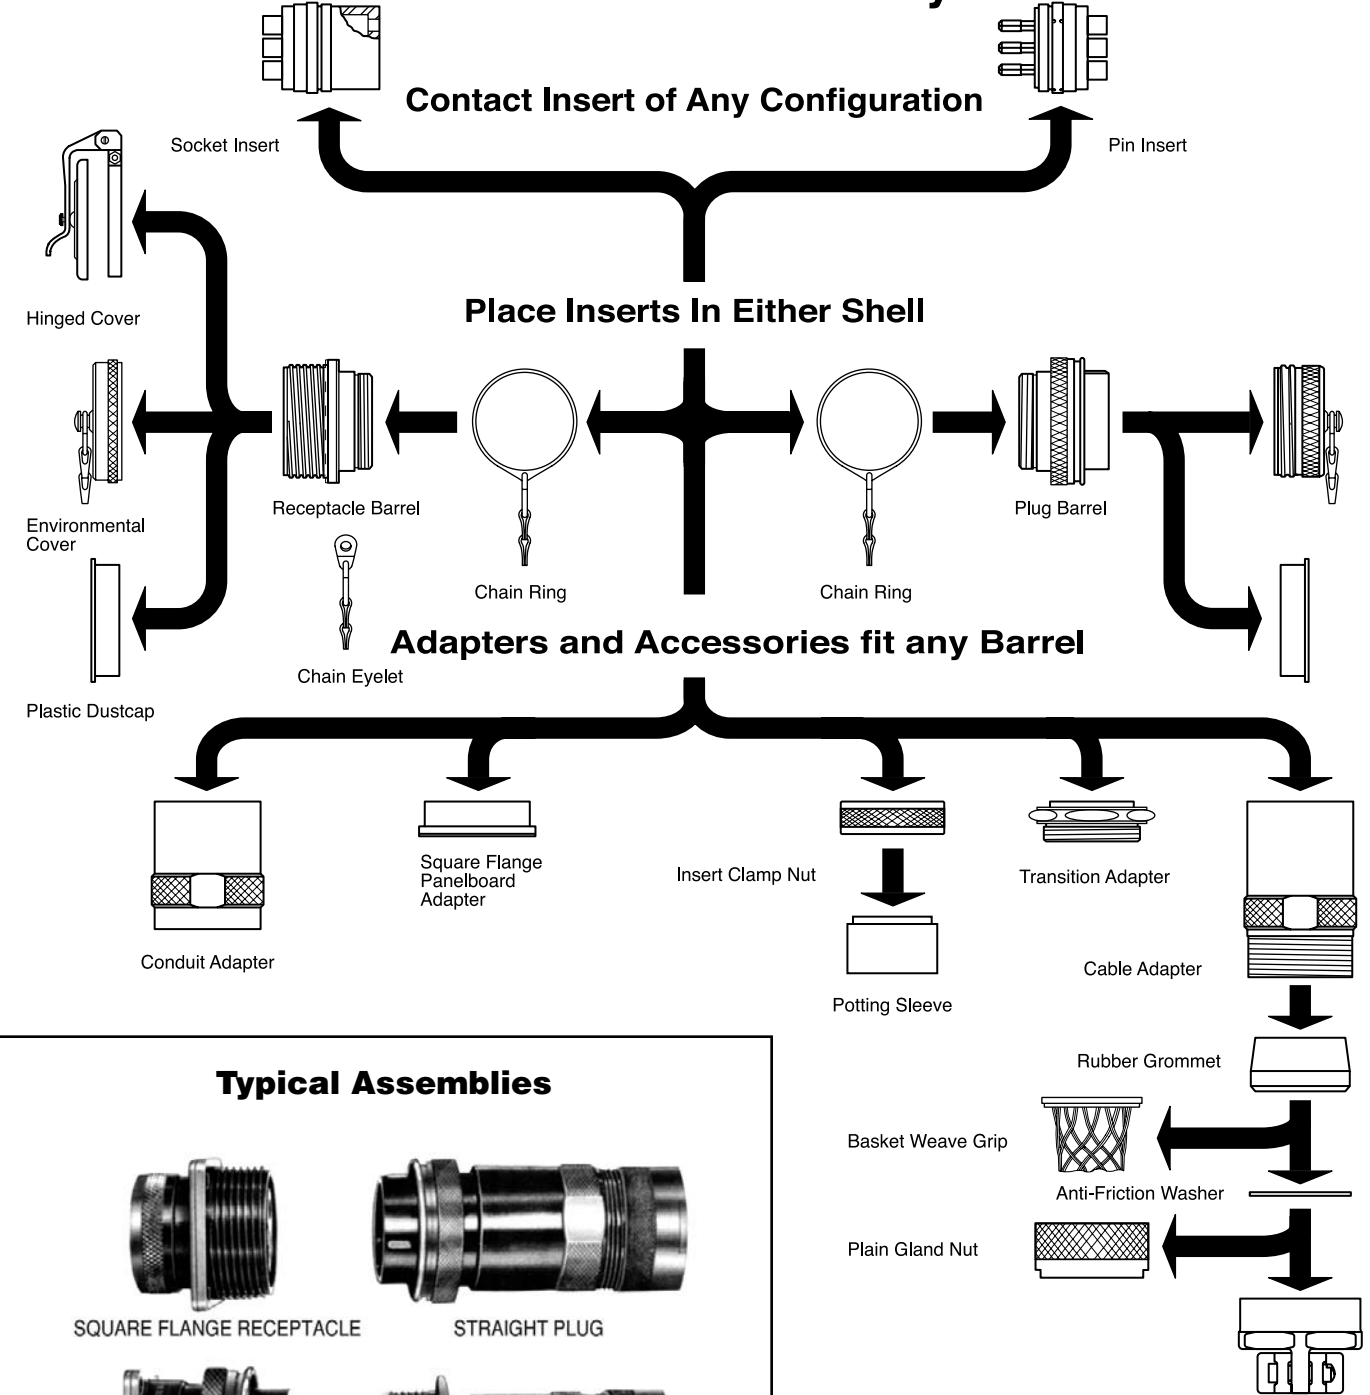 Contact Insert of Any Configuration
Socket Insert
Pin Insert
Place Inserts In Either Shell
Hinged Cover
Receptacle Barrel
Plug Barrel
Environmental
Cover
Chain Ring
Chain Ring
Adapters and Accessories fit any Barrel
Chain Eyelet
Plastic Dustcap
Square Flange
Panelboard
Adapter
Insert Clamp Nut
Transition Adapter
Conduit Adapter
Cable Adapter
Potting Sleeve
Rubber Grommet
Typical Assemblies
Basket Weave Grip
Anti-Friction Washer
Plain Gland Nut
SQUARE FLANGE RECEPTACLE
STRAIGHT PLUG